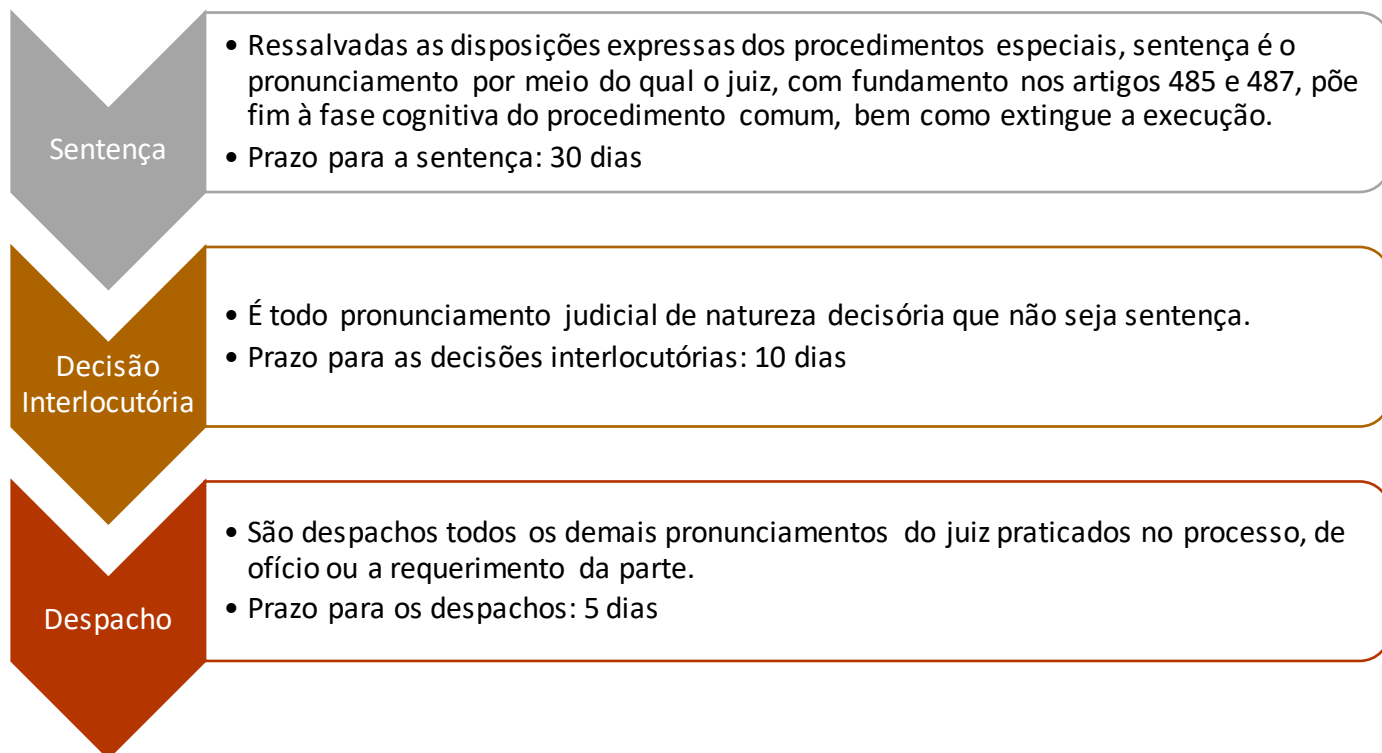 Sentença
• Ressalvadas as disposições expressas dos procedimentos especiais, sentença é o
pronunciamento por meio do qual o juiz, com fundamento nos artigos 485 e 487, põe
fim à fase cognitiva do procedimento comum, bem como extingue a execução.
• Prazo para a sentença: 30 dias
Decisão
Interlocutória
• É todo pronunciamento judicial de natureza decisória que não seja sentença.
• Prazo para as decisões interlocutórias: 10 dias
Despacho
• São despachos todos os demais pronunciamentos do juiz praticados no processo, de
ofício ou a requerimento da parte.
• Prazo para os despachos: 5 dias